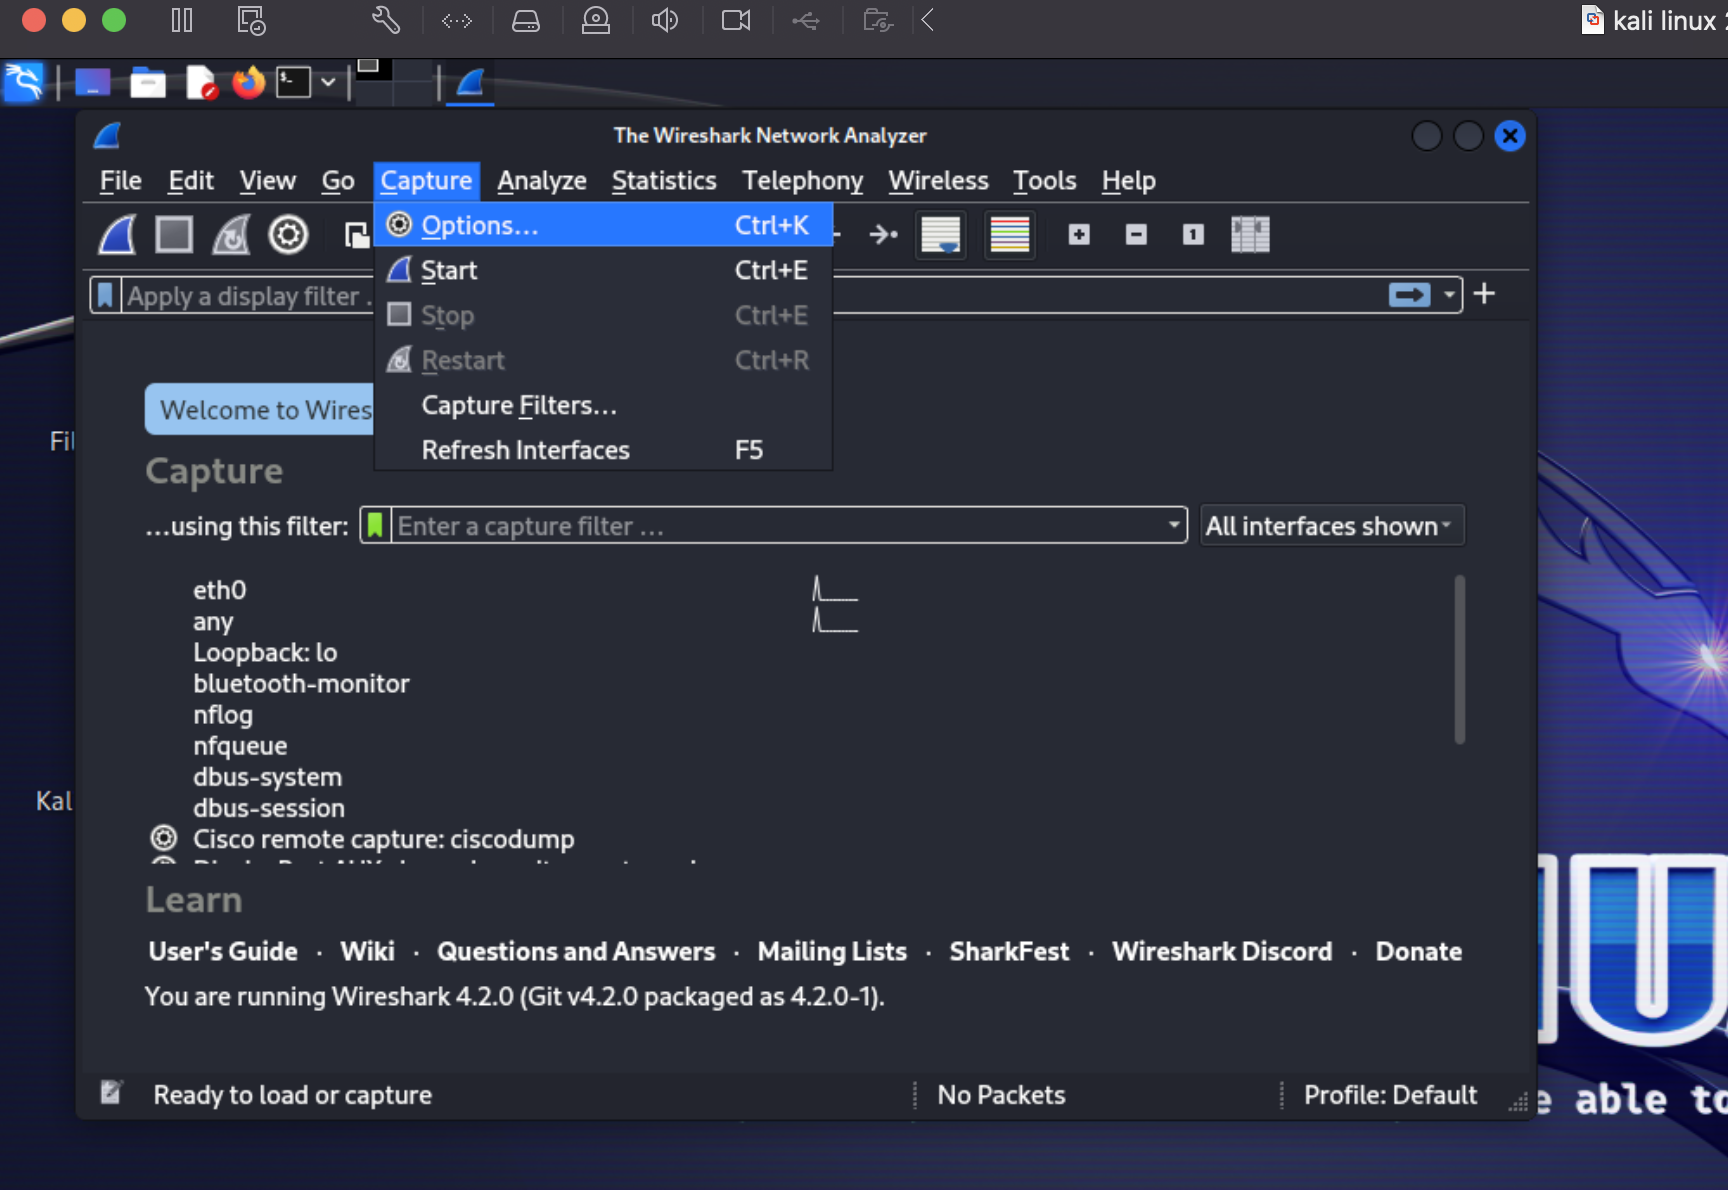 kali linux
The Wireshark Network Analyzer
File Edit View Go Capture Analyze Statistics Telephony Wireless Tools Help
Options... Ctrl+K
Start Ctrl+E
Apply a display filter .
Stop Ctrl+E
Restart Ctrl+R
Welcome to Wires
Capture Filters...
Fil
Refresh Interfaces F5
Capture
...using this filter: Enter a capture filter ... All interfaces shown
eth0
any
Loopback: lo
bluetooth-monitor
nflog
nfqueue
dbus-system
dbus-session
Kal
Cisco remote capture: ciscodump
Learn
User's Guide · Wiki · Questions and Answers · Mailing Lists · SharkFest · Wireshark Discord · Donate
You are running Wireshark 4.2.0 (Git v4.2.0 packaged as 4.2.0-1).
U
Ready to load or capture No Packets Profile: Default
e able to